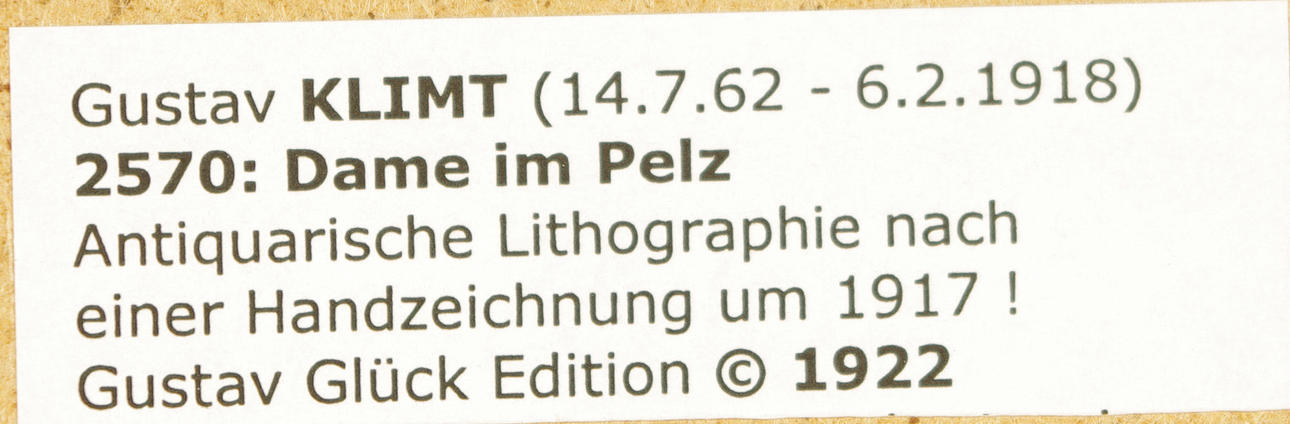 Gustav KLIMT (14.7.62 - 6.2.1918)
2570: Dame im Pelz
Antiquarische Lithographie nach
einer Handzeichnung um 1917 !
Gustav Glück Edition © 1922